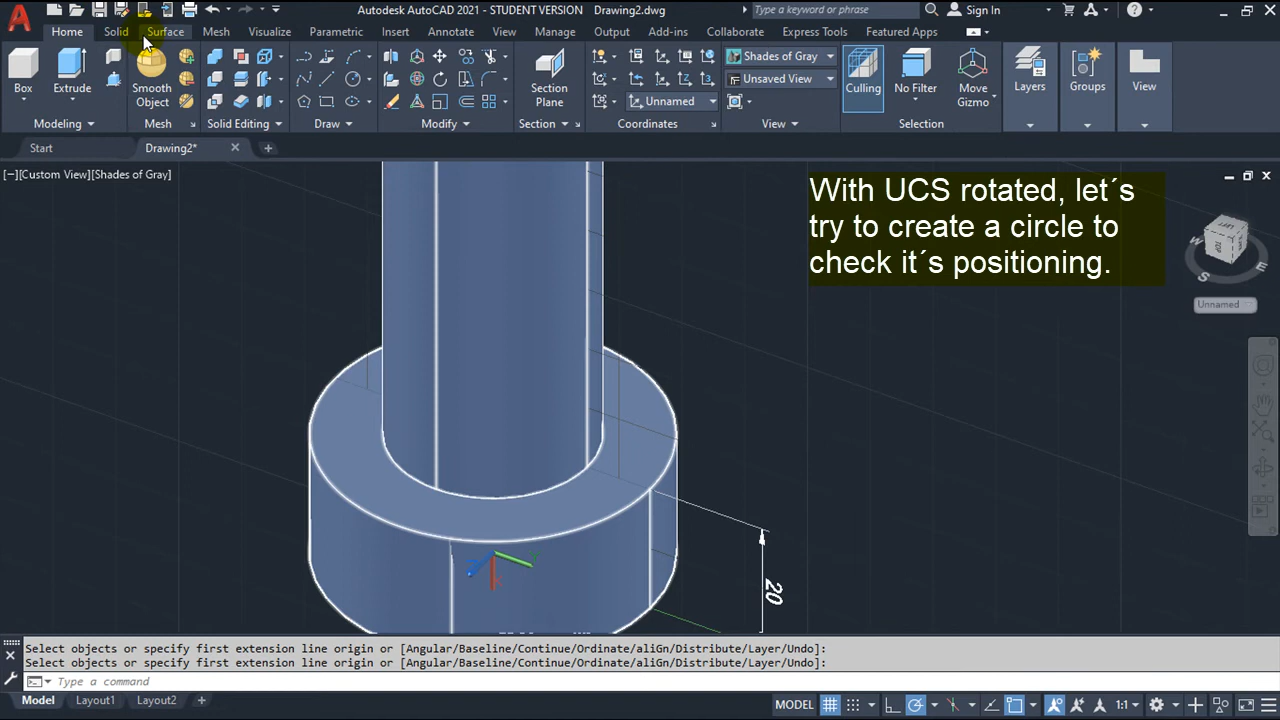 Autodesk AutoCAD 2021 - STUDENT VERSION Drawing2.dwg
Type a keyword or phrase
Sign In
Home Solid Surface Mesh Visualize Parametric Insert Annotate View Manage Output Add-ins Collaborate Express Tools Featured Apps
Box
Extrude
Smooth
Object
Section
Plane
Shades of Gray
Unsaved View
Unnamed
Culling
No Filter
Move
Gizmo
Layers
Groups
View
Modeling Mesh Solid Editing Draw Modify Section Coordinates View Selection
Start
Drawing2*
[−][Custom View][Shades of Gray]
With UCS rotated, let´s
try to create a circle to
check it´s positioning.
LEFT
TOP
W
S
E
Unnamed
20
Select objects or specify first extension line origin or [Angular/Baseline/Continue/Ordinate/aliGn/Distribute/Layer/Undo]:
Select objects or specify first extension line origin or [Angular/Baseline/Continue/Ordinate/aliGn/Distribute/Layer/Undo]:
Type a command
Model Layout1 Layout2
MODEL
1:1